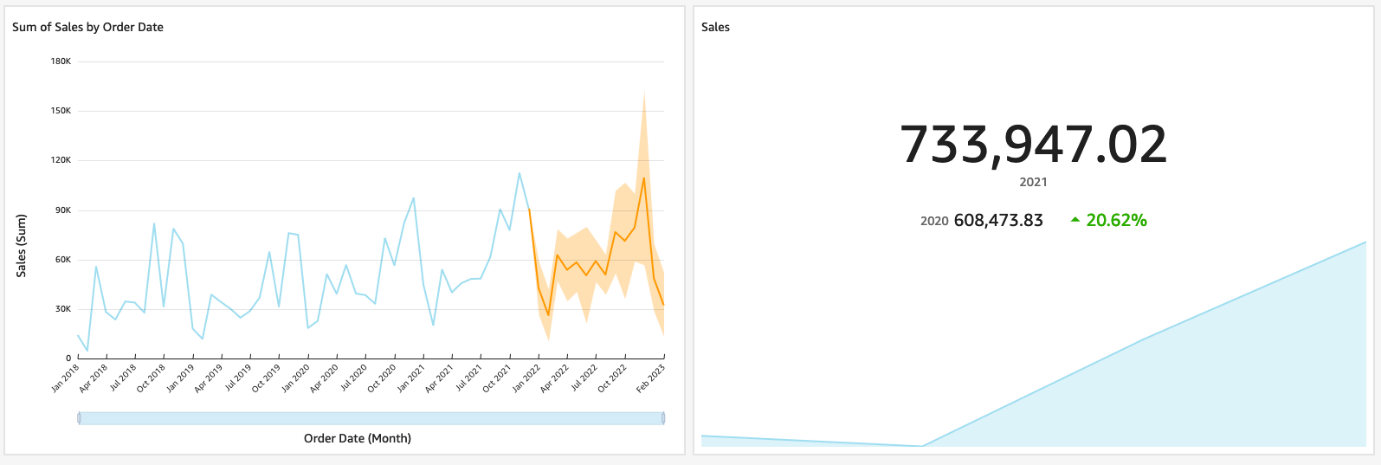 Sum of Sales by Order Date
180K
150K
120K
90K
60K
30K
0
Sales (Sum)
Jan 2018
Apr 2018
Jul 2018
Oct 2018
Jan 2019
Apr 2019
Jul 2019
Oct 2019
Jan 2020
Apr 2020
Jul 2020
Oct 2020
Jan 2021
Apr 2021
Jul 2021
Oct 2021
Jan 2022
Apr 2022
Jul 2022
Oct 2022
Feb 2023
Order Date (Month)
Sales
733,947.02
2021
2020 608,473.83 20.62%